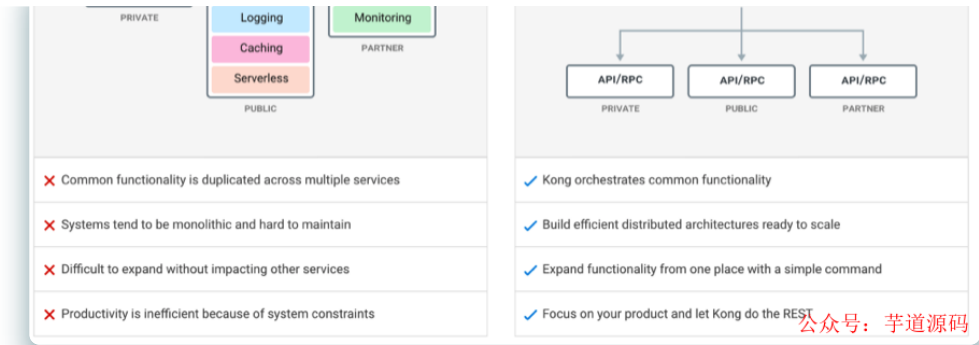 PRIVATE
Logging
Caching
Serverless
PUBLIC
Monitoring
PARTNER
✗ Common functionality is duplicated across multiple services
✗ Systems tend to be monolithic and hard to maintain
✗ Difficult to expand without impacting other services
✗ Productivity is inefficient because of system constraints
API/RPC
PRIVATE
API/RPC
PUBLIC
API/RPC
PARTNER
✓ Kong orchestrates common functionality
✓ Build efficient distributed architectures ready to scale
✓ Expand functionality from one place with a simple command
✓ Focus on your product and let Kong do the REST
公众号：芋道源码